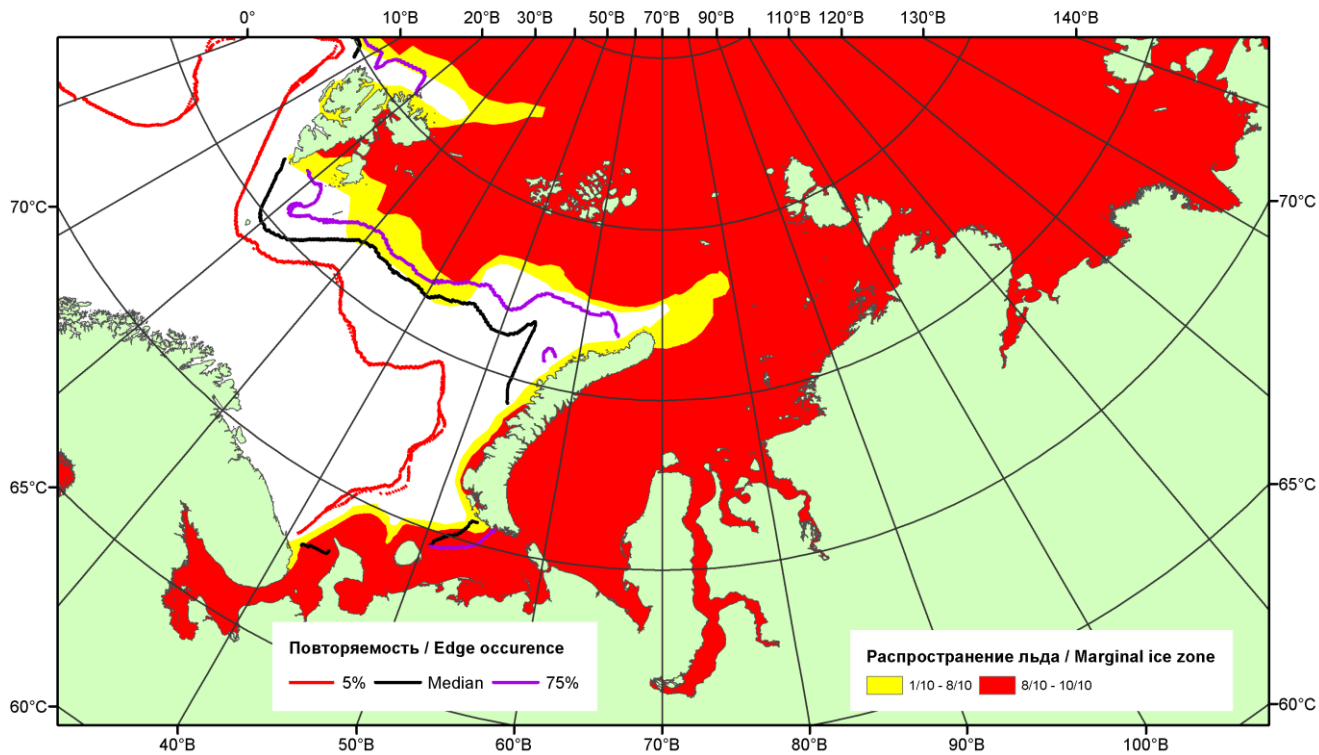 0° 10°В 20°В 30°В 50°В 70°В 90°В 110°В 120°В 130°В 140°В
70°С 70°С
65°С 65°С
60°С 60°С
Повторяемость / Edge occurence
5% Median 75%
Распространение льда / Marginal ice zone
1/10 - 8/10 8/10 - 10/10
40°В 50°В 60°В 70°В 80°В 90°В 100°В